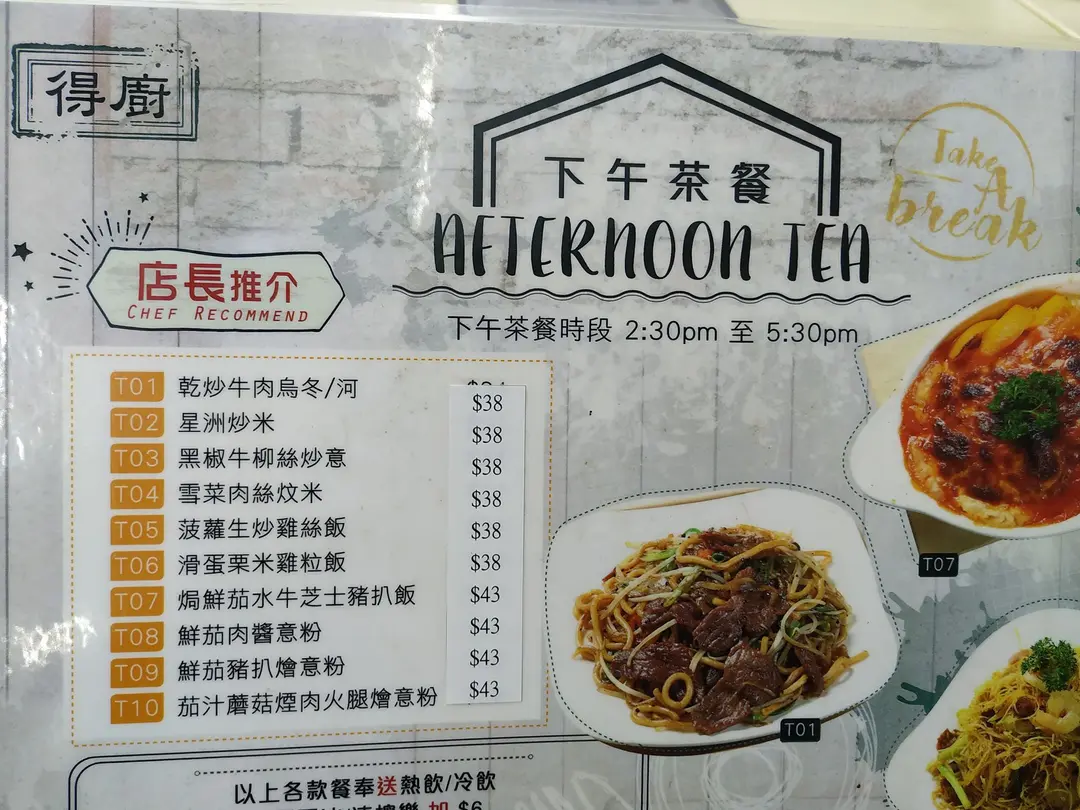 得廚
下午茶餐
AFTERNOON TEA
Take
A
break
店長推介
CHEF RECOMMEND
下午茶餐時段 2:30pm 至 5:30pm
T01 乾炒牛肉烏冬/河 $38
T02 星洲炒米 $38
T03 黑椒牛柳絲炒意 $38
T04 雪菜肉絲炆米 $38
T05 菠蘿生炒雞絲飯 $38
T06 滑蛋栗米雞粒飯 $38
T07 焗鮮茄水牛芝士豬扒飯 $43
T08 鮮茄肉醬意粉 $43
T09 鮮茄豬扒燴意粉 $43
T10 茄汁蘑菇煙肉火腿燴意粉 $43
T07
T01
以上各款餐奉送熱飲/冷飲
加 $6